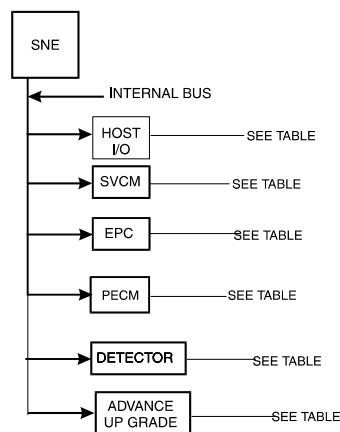 SNE
INTERNAL BUS
HOST
I/O
SEE TABLE
SVCM
SEE TABLE
EPC
SEE TABLE
PECM
SEE TABLE
DETECTOR
SEE TABLE
ADVANCE
UP GRADE
SEE TABLE